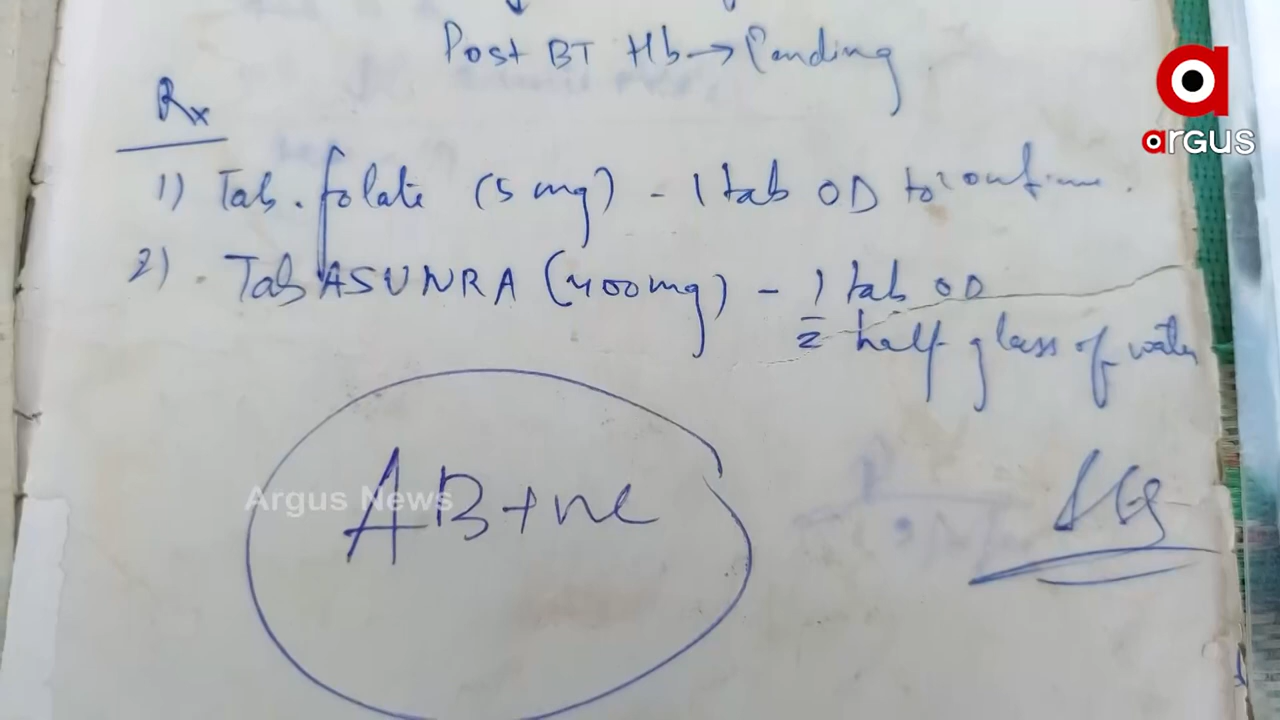 Post BT Hb → Pending
argus
Rx
1) Tab. folate (5 mg) - 1 tab OD to continue.
2) Tab ASUNRA (400mg) - 1/2 tab OD
half glass of water
Argus News
AB+ve